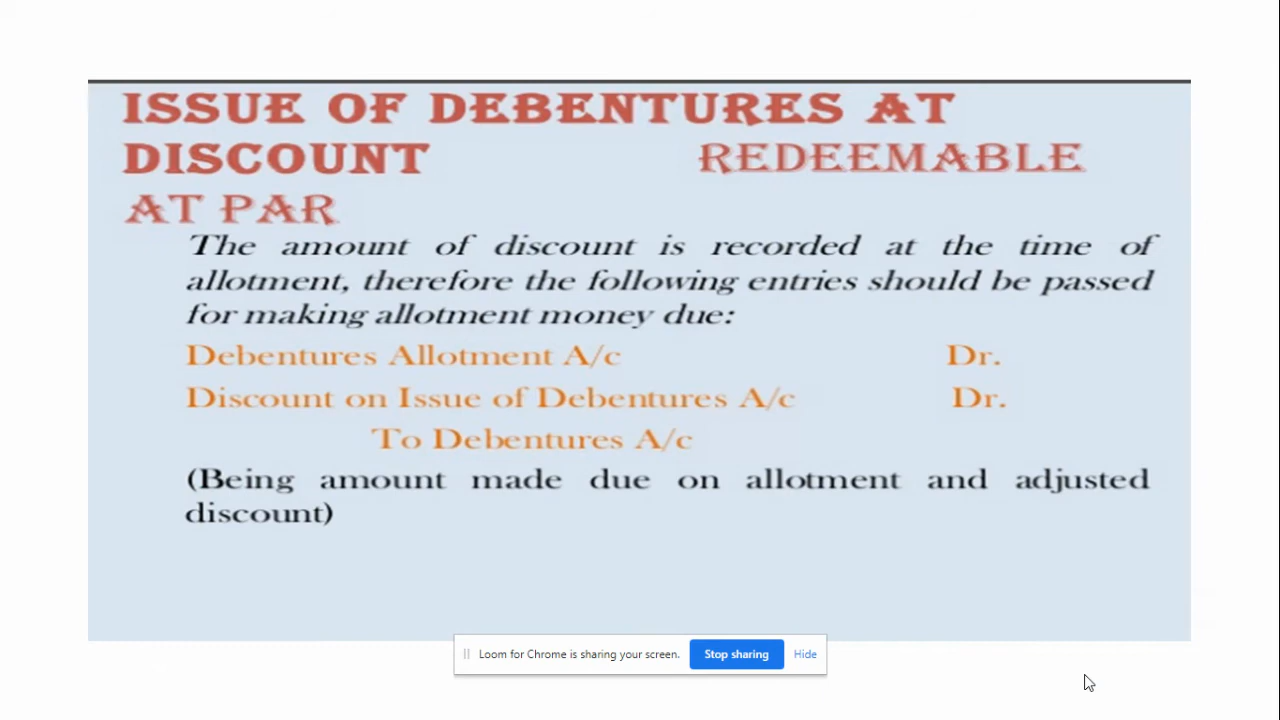 ISSUE OF DEBENTURES AT
DISCOUNT REDEEMABLE
AT PAR
The amount of discount is recorded at the time of
allotment, therefore the following entries should be passed
for making allotment money due:
Debentures Allotment A/c Dr.
Discount on Issue of Debentures A/c Dr.
To Debentures A/c
(Being amount made due on allotment and adjusted
discount)
Loom for Chrome is sharing your screen. Stop sharing Hide